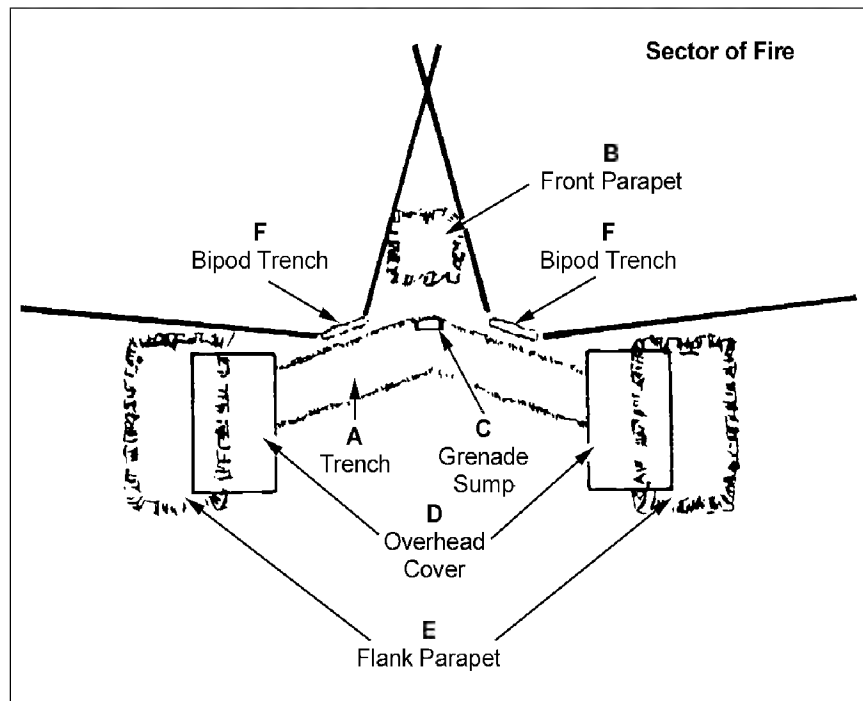 Sector of Fire
B
Front Parapet
F
Bipod Trench
F
Bipod Trench
A
Trench
C
Grenade
Sump
D
Overhead
Cover
E
Flank Parapet